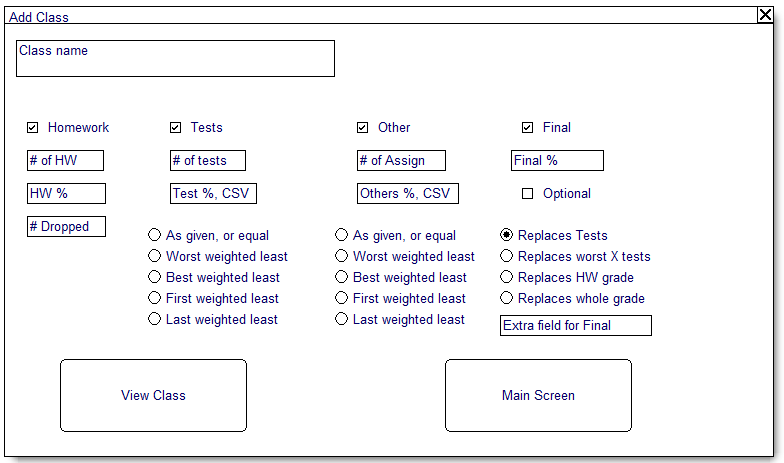 Add Class
Class name
Homework Tests Other Final
# of HW # of tests # of Assign Final %
HW % Test %, CSV Others %, CSV Optional
# Dropped
As given, or equal As given, or equal Replaces Tests
Worst weighted least Worst weighted least Replaces worst X tests
Best weighted least Best weighted least Replaces HW grade
First weighted least First weighted least Replaces whole grade
Last weighted least Last weighted least
Extra field for Final
View Class Main Screen